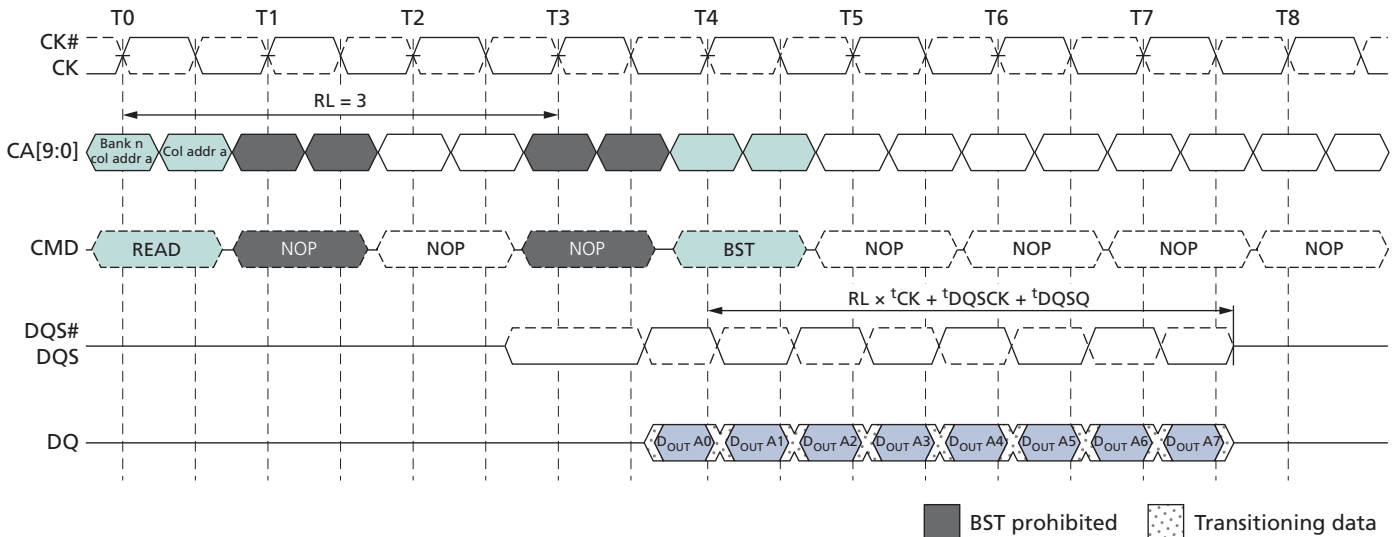 T0 T1 T2 T3 T4 T5 T6 T7 T8
CK#
CK
RL = 3
CA[9:0]
Bank n
col addr a
Col addr a
CMD READ NOP NOP NOP BST NOP NOP NOP NOP
RL × tCK + tDQSCK + tDQSQ
DQS#
DQS
DQ DOUT A0 DOUT A1 DOUT A2 DOUT A3 DOUT A4 DOUT A5 DOUT A6 DOUT A7
BST prohibited Transitioning data